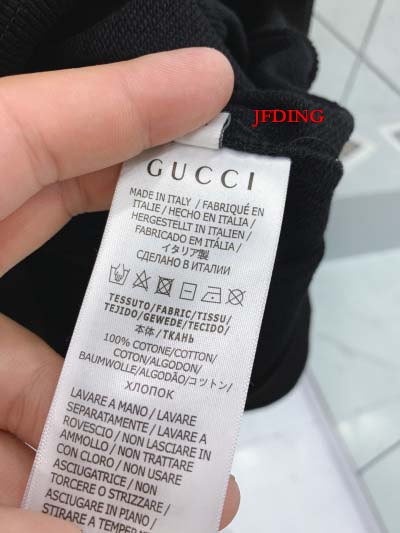 JFDING
GUCCI
MADE IN ITALY / FABRIQUÉ EN
ITALIE / HECHO EN ITALIA /
HERGESTELLT IN ITALIEN /
FABRICADO EM ITÁLIA /
イタリア製
СДЕЛАНО В ИТАЛИИ
TESSUTO/FABRIC/TISSU/
TEJIDO/GEWEDE/TECIDO/
本体/ТКАНЬ
100% COTONE/COTTON/
COTON/ALGODON/
BAUMWOLLE/ALGODÃO/コットン/
ХЛОПОК
LAVARE A MANO / LAVARE
SEPARATAMENTE / LAVARE A
ROVESCIO / NON LASCIARE IN
AMMOLLO / NON TRATTARE
CON CLORO / NON USARE
ASCIUGATRICE / NON
TORCERE O STRIZZARE /
ASCIUGARE IN PIANO /
STIRARE A TEMPERAT